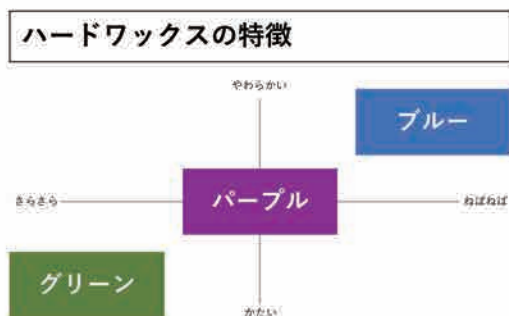 ハードワックスの特徴
やわらかい
ブルー
さらさら
パープル
ねばねば
グリーン
かたい